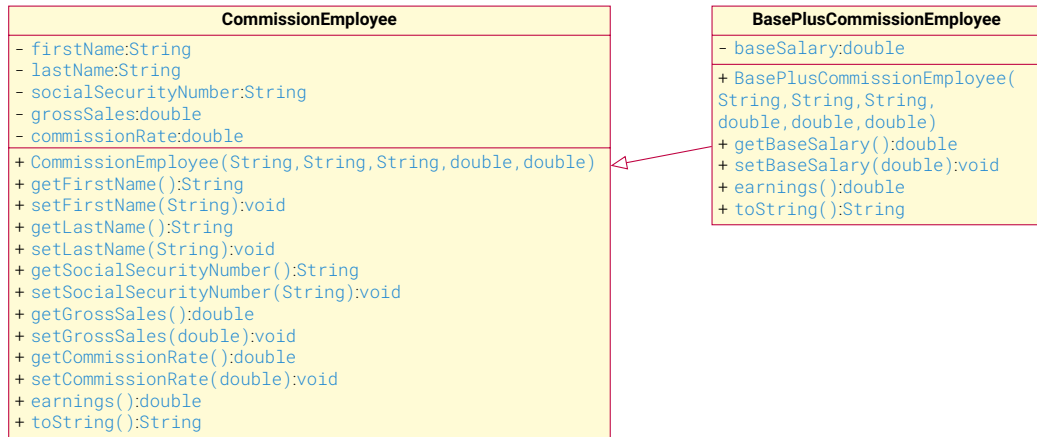 CommissionEmployee
- firstName:String
- lastName:String
- socialSecurityNumber:String
- grossSales:double
- commissionRate:double
+ CommissionEmployee(String,String,String,double,double)
+ getFirstName():String
+ setFirstName(String):void
+ getLastName():String
+ setLastName(String):void
+ getSocialSecurityNumber():String
+ setSocialSecurityNumber(String):void
+ getGrossSales():double
+ setGrossSales(double):void
+ getCommissionRate():double
+ setCommissionRate(double):void
+ earnings():double
+ toString():String
BasePlusCommissionEmployee
- baseSalary:double
+ BasePlusCommissionEmployee(
String,String,String,
double,double,double)
+ getBaseSalary():double
+ setBaseSalary(double):void
+ earnings():double
+ toString():String